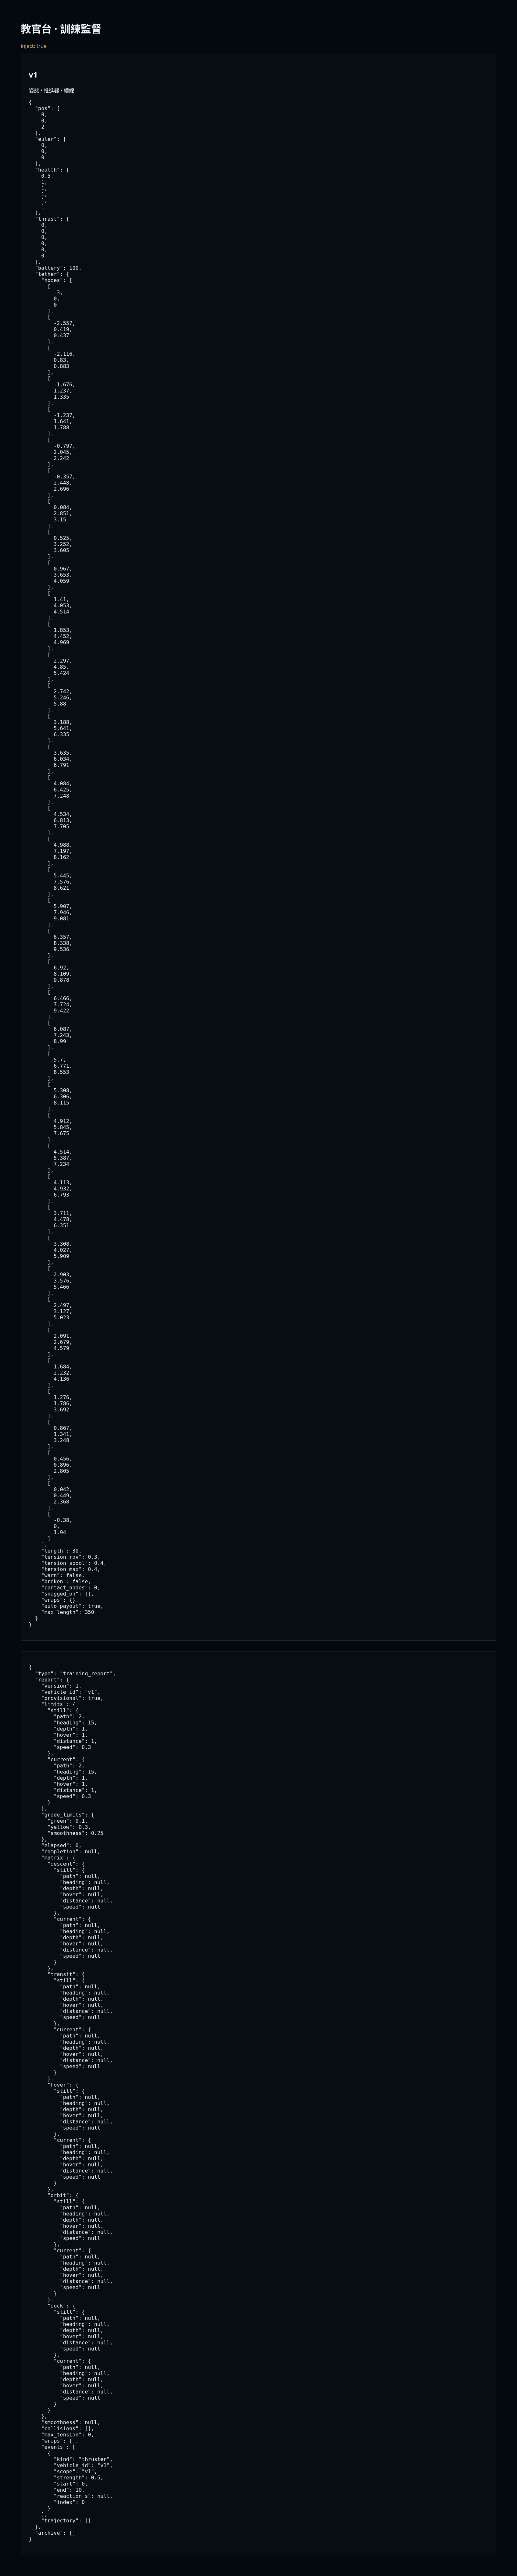 教官台 · 訓練監督
inject: true
v1
姿態 / 推進器 / 纜線
{
  "pos": [
    0,
    0,
    2
  ],
  "euler": [
    0,
    0,
    0
  ],
  "health": [
    0.5,
    1,
    1,
    1,
    1,
    1
  ],
  "thrust": [
    0,
    0,
    0,
    0,
    0,
    0
  ],
  "battery": 100,
  "tether": {
    "nodes": [
      [
        -3,
        0,
        0
      ],
      [
        -2.557,
        0.419,
        0.437
      ],
      [
        -2.116,
        0.83,
        0.883
      ],
      [
        -1.676,
        1.237,
        1.335
      ],
      [
        -1.237,
        1.641,
        1.788
      ],
      [
        -0.797,
        2.045,
        2.242
      ],
      [
        -0.357,
        2.448,
        2.696
      ],
      [
        0.084,
        2.851,
        3.15
      ],
      [
        0.525,
        3.252,
        3.605
      ],
      [
        0.967,
        3.653,
        4.059
      ],
      [
        1.41,
        4.053,
        4.514
      ],
      [
        1.853,
        4.452,
        4.969
      ],
      [
        2.297,
        4.85,
        5.424
      ],
      [
        2.742,
        5.246,
        5.88
      ],
      [
        3.188,
        5.641,
        6.335
      ],
      [
        3.635,
        6.034,
        6.791
      ],
      [
        4.084,
        6.425,
        7.248
      ],
      [
        4.534,
        6.813,
        7.705
      ],
      [
        4.988,
        7.197,
        8.162
      ],
      [
        5.445,
        7.576,
        8.621
      ],
      [
        5.907,
        7.946,
        9.081
      ],
      [
        6.357,
        8.338,
        9.536
      ],
      [
        6.92,
        8.109,
        9.878
      ],
      [
        6.466,
        7.724,
        9.422
      ],
      [
        6.087,
        7.243,
        8.99
      ],
      [
        5.7,
        6.771,
        8.553
      ],
      [
        5.308,
        6.306,
        8.115
      ],
      [
        4.912,
        5.845,
        7.675
      ],
      [
        4.514,
        5.387,
        7.234
      ],
      [
        4.113,
        4.932,
        6.793
      ],
      [
        3.711,
        4.478,
        6.351
      ],
      [
        3.308,
        4.027,
        5.909
      ],
      [
        2.903,
        3.576,
        5.466
      ],
      [
        2.497,
        3.127,
        5.023
      ],
      [
        2.091,
        2.679,
        4.579
      ],
      [
        1.684,
        2.232,
        4.136
      ],
      [
        1.276,
        1.786,
        3.692
      ],
      [
        0.867,
        1.341,
        3.248
      ],
      [
        0.456,
        0.896,
        2.805
      ],
      [
        0.042,
        0.449,
        2.368
      ],
      [
        -0.38,
        0,
        1.94
      ]
    ],
    "length": 30,
    "tension_rov": 0.3,
    "tension_spool": 0.4,
    "tension_max": 0.4,
    "warn": false,
    "broken": false,
    "contact_nodes": 0,
    "snagged_on": [],
    "wraps": {},
    "auto_payout": true,
    "max_length": 350
  }
}
{
  "type": "training_report",
  "report": {
    "version": 1,
    "vehicle_id": "v1",
    "provisional": true,
    "limits": {
      "still": {
        "path": 2,
        "heading": 15,
        "depth": 1,
        "hover": 1,
        "distance": 1,
        "speed": 0.3
      },
      "current": {
        "path": 2,
        "heading": 15,
        "depth": 1,
        "hover": 1,
        "distance": 1,
        "speed": 0.3
      }
    },
    "grade_limits": {
      "green": 0.1,
      "yellow": 0.3,
      "smoothness": 0.25
    },
    "elapsed": 0,
    "completion": null,
    "matrix": {
      "descent": {
        "still": {
          "path": null,
          "heading": null,
          "depth": null,
          "hover": null,
          "distance": null,
          "speed": null
        },
        "current": {
          "path": null,
          "heading": null,
          "depth": null,
          "hover": null,
          "distance": null,
          "speed": null
        }
      },
      "transit": {
        "still": {
          "path": null,
          "heading": null,
          "depth": null,
          "hover": null,
          "distance": null,
          "speed": null
        },
        "current": {
          "path": null,
          "heading": null,
          "depth": null,
          "hover": null,
          "distance": null,
          "speed": null
        }
      },
      "hover": {
        "still": {
          "path": null,
          "heading": null,
          "depth": null,
          "hover": null,
          "distance": null,
          "speed": null
        },
        "current": {
          "path": null,
          "heading": null,
          "depth": null,
          "hover": null,
          "distance": null,
          "speed": null
        }
      },
      "orbit": {
        "still": {
          "path": null,
          "heading": null,
          "depth": null,
          "hover": null,
          "distance": null,
          "speed": null
        },
        "current": {
          "path": null,
          "heading": null,
          "depth": null,
          "hover": null,
          "distance": null,
          "speed": null
        }
      },
      "dock": {
        "still": {
          "path": null,
          "heading": null,
          "depth": null,
          "hover": null,
          "distance": null,
          "speed": null
        },
        "current": {
          "path": null,
          "heading": null,
          "depth": null,
          "hover": null,
          "distance": null,
          "speed": null
        }
      }
    },
    "smoothness": null,
    "collisions": [],
    "max_tension": 0,
    "wraps": [],
    "events": [
      {
        "kind": "thruster",
        "vehicle_id": "v1",
        "scope": "v1",
        "strength": 0.5,
        "start": 0,
        "end": 10,
        "reaction_s": null,
        "index": 0
      }
    ],
    "trajectory": []
  },
  "archive": []
}